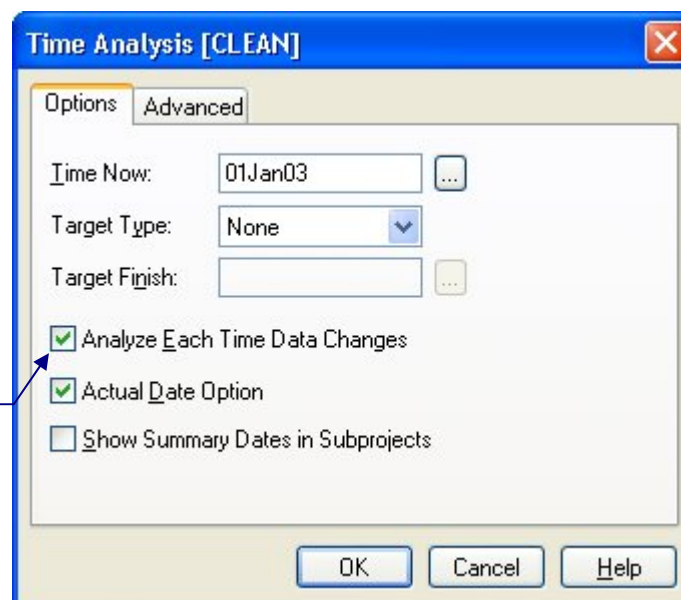 Time Analysis [CLEAN]
Options Advanced
Time Now: 01Jan03 ...
Target Type: None
Target Finish: ...
Analyze Each Time Data Changes
Actual Date Option
Show Summary Dates in Subprojects
OK Cancel Help